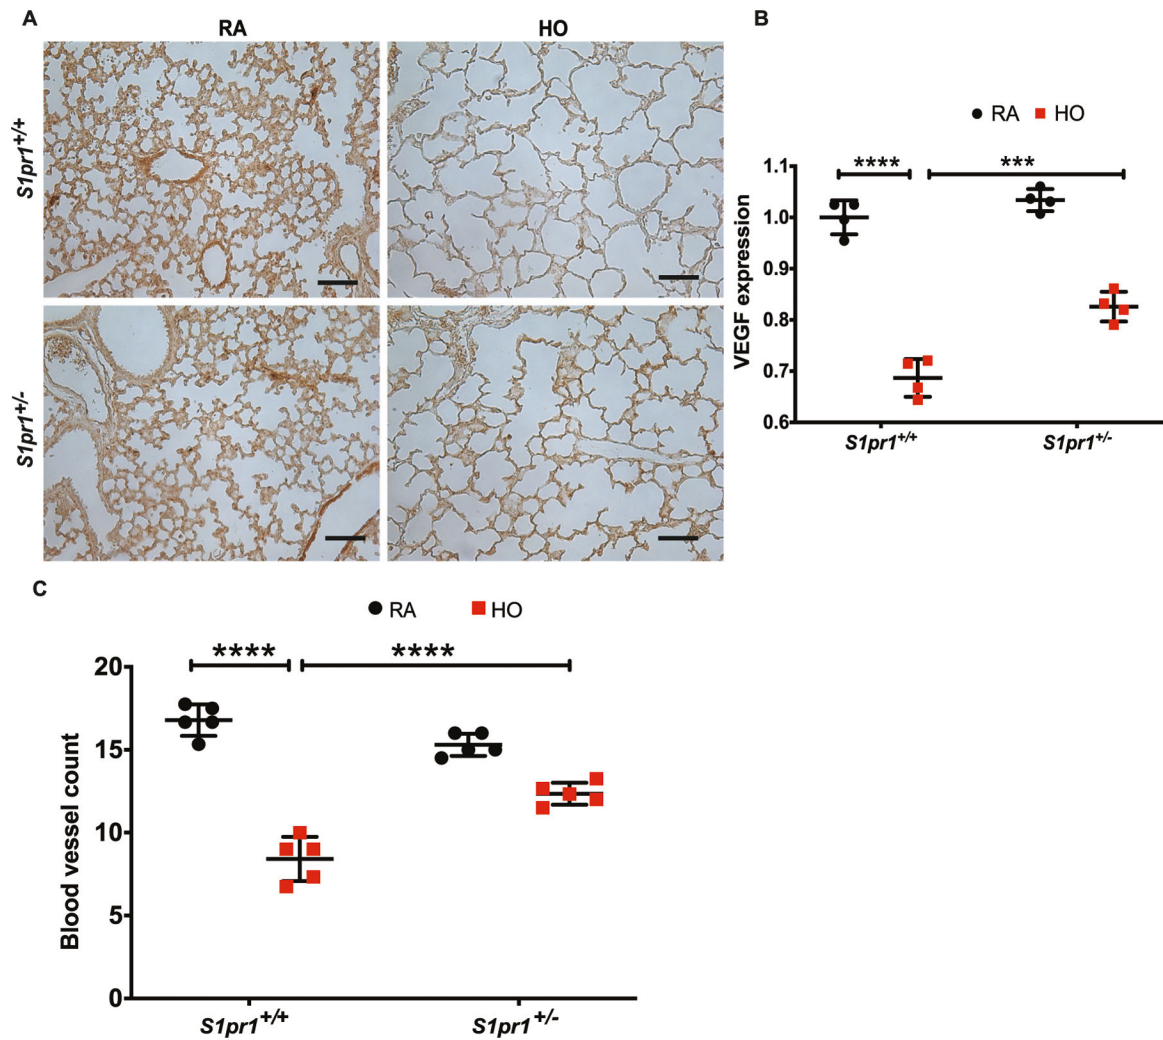 A
RA HO
S1pr1+/+
S1pr1+/-
B
RA HO
**** ***
VEGF expression
1.1
1.0
0.9
0.8
0.7
0.6
S1pr1+/+ S1pr1+/-
C
RA HO
**** ****
Blood vessel count
20
15
10
5
0
S1pr1+/+ S1pr1+/-